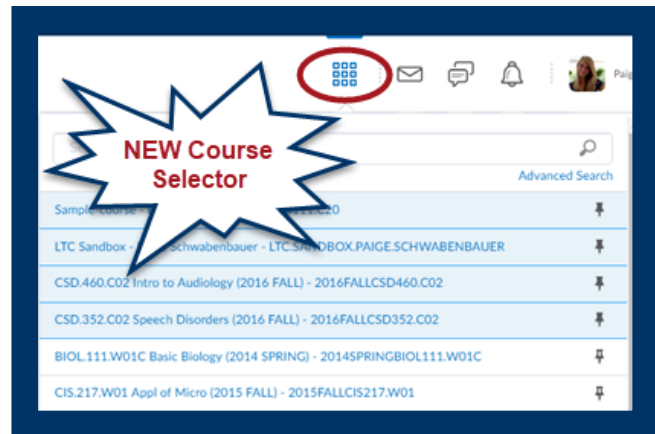 Paig
NEW Course
Selector
Advanced Search
Sample-course - 111.C20
LTC Sandbox - Schwabenbauer - LTC.SANDBOX.PAIGE.SCHWABENBAUER
CSD.460.C02 Intro to Audiology (2016 FALL) - 2016FALLCSD460.C02
CSD.352.C02 Speech Disorders (2016 FALL) - 2016FALLCSD352.C02
BIOL.111.W01C Basic Biology (2014 SPRING) - 2014SPRINGBIOL111.W01C
CIS.217.W01 Appl of Micro (2015 FALL) - 2015FALLCIS217.W01